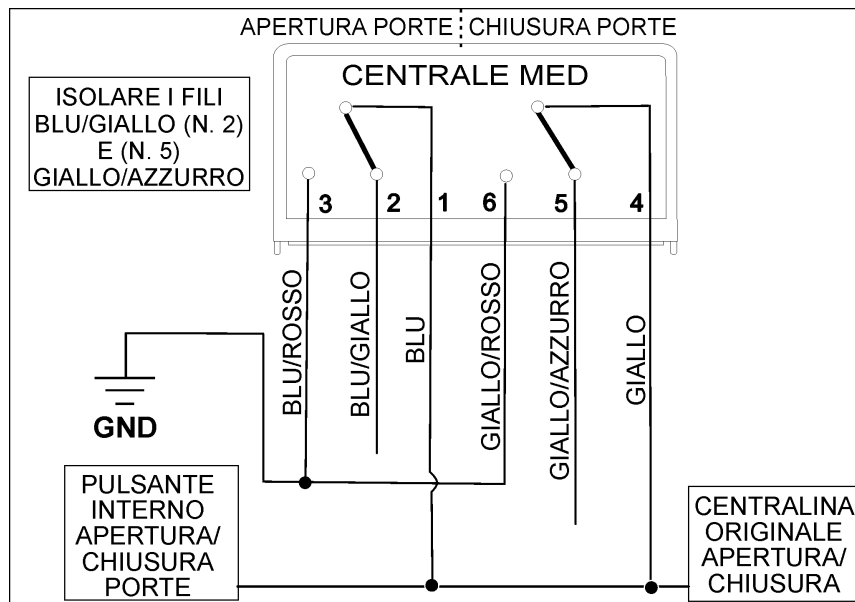 APERTURA PORTE CHIUSURA PORTE
CENTRALE MED
ISOLARE I FILI
BLU/GIALLO (N. 2)
E (N. 5)
GIALLO/AZZURRO
3 2 1 6 5 4
BLU/ROSSO
BLU/GIALLO
BLU
GIALLO/ROSSO
GIALLO/AZZURRO
GIALLO
GND
PULSANTE
INTERNO
APERTURA/
CHIUSURA
PORTE
CENTRALINA
ORIGINALE
APERTURA/
CHIUSURA